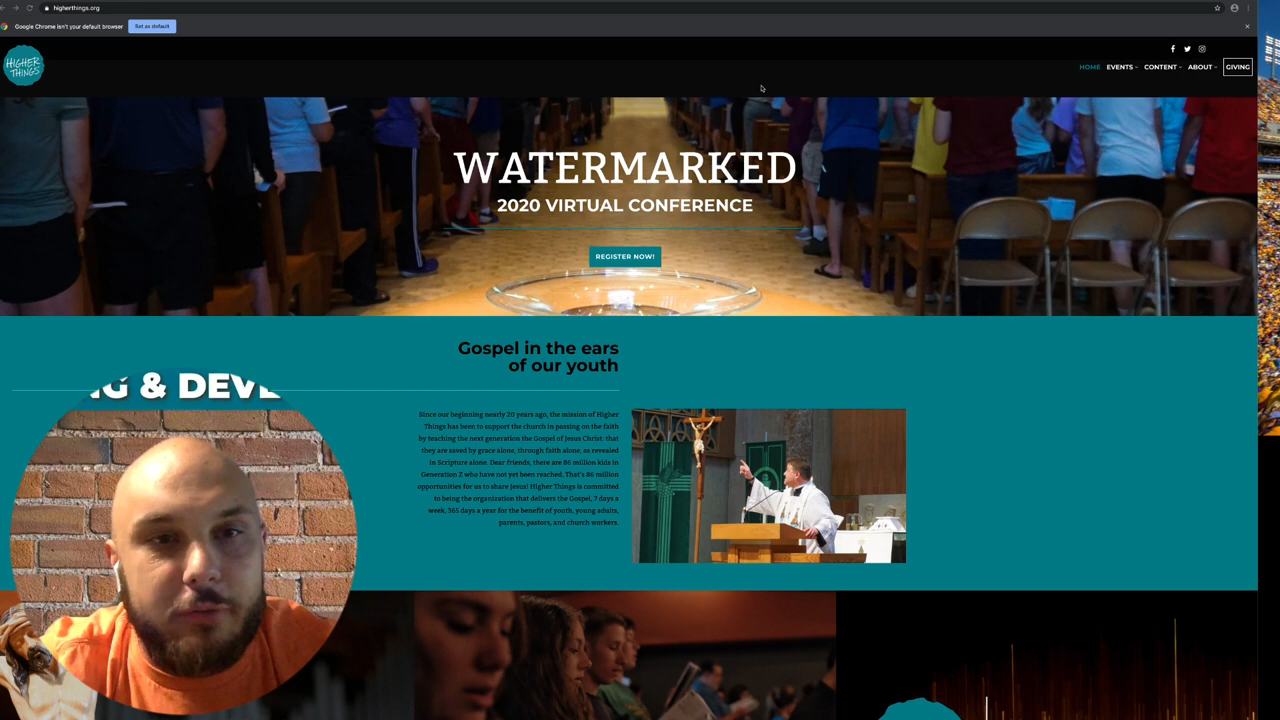 higherthings.org
Google Chrome isn't your default browser
Set as default
HIGHER
THINGS
HOME EVENTS CONTENT ABOUT GIVING
WATERMARKED
2020 VIRTUAL CONFERENCE
REGISTER NOW!
Gospel in the ears
of our youth
G & DEVE
Since our beginning nearly 20 years ago, the mission of Higher
Things has been to support the church in passing on the faith
by teaching the next generation the Gospel of Jesus Christ: that
they are saved by grace alone, through faith alone, as revealed
in Scripture alone. Dear friends, there are 86 million kids in
Generation Z who have not yet been reached. That's 86 million
opportunities for us to share Jesus! Higher Things is committed
to being the organization that delivers the Gospel, 7 days a
week, 365 days a year for the benefit of youth, young adults,
parents, pastors, and church workers.